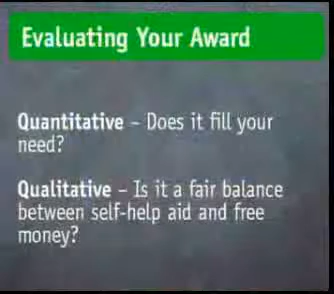 Evaluating Your Award
Quantitative – Does it fill your
need?
Qualitative – Is it a fair balance
between self-help aid and free
money?